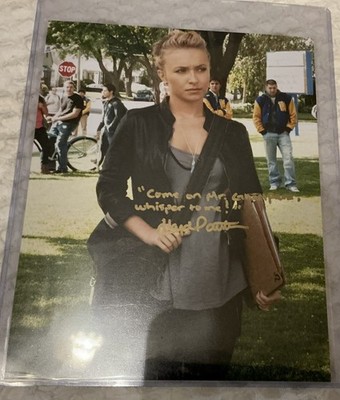 STOP
"Come on Mr.
whisper to me!"